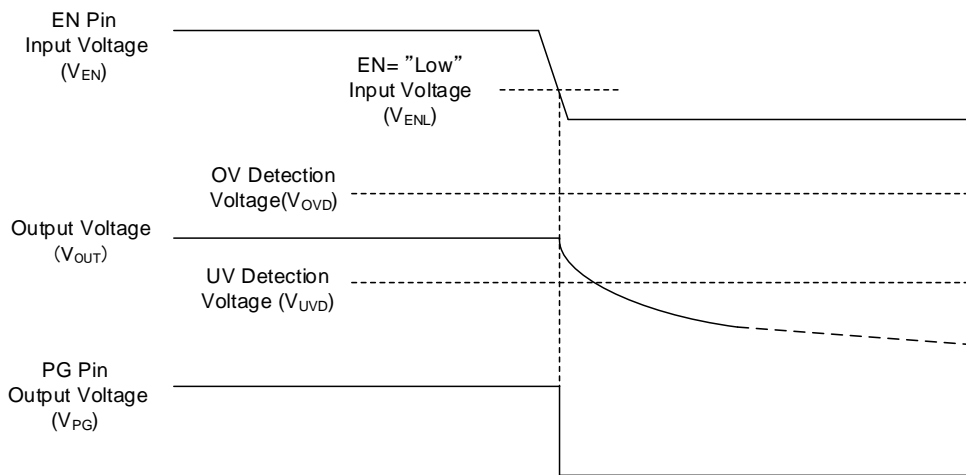 EN Pin
Input Voltage
(VEN)
EN= ”Low”
Input Voltage
(VENL)
OV Detection
Voltage(VOVD)
Output Voltage
(VOUT)
UV Detection
Voltage (VUVD)
PG Pin
Output Voltage
(VPG)